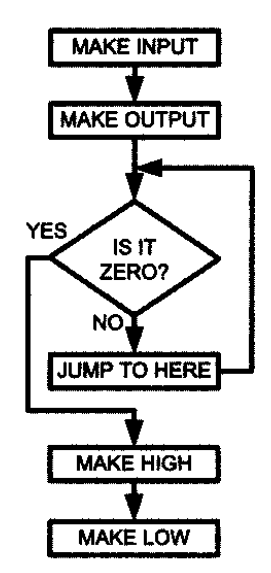 MAKE INPUT
MAKE OUTPUT
YES
IS IT
ZERO?
NO
JUMP TO HERE
MAKE HIGH
MAKE LOW